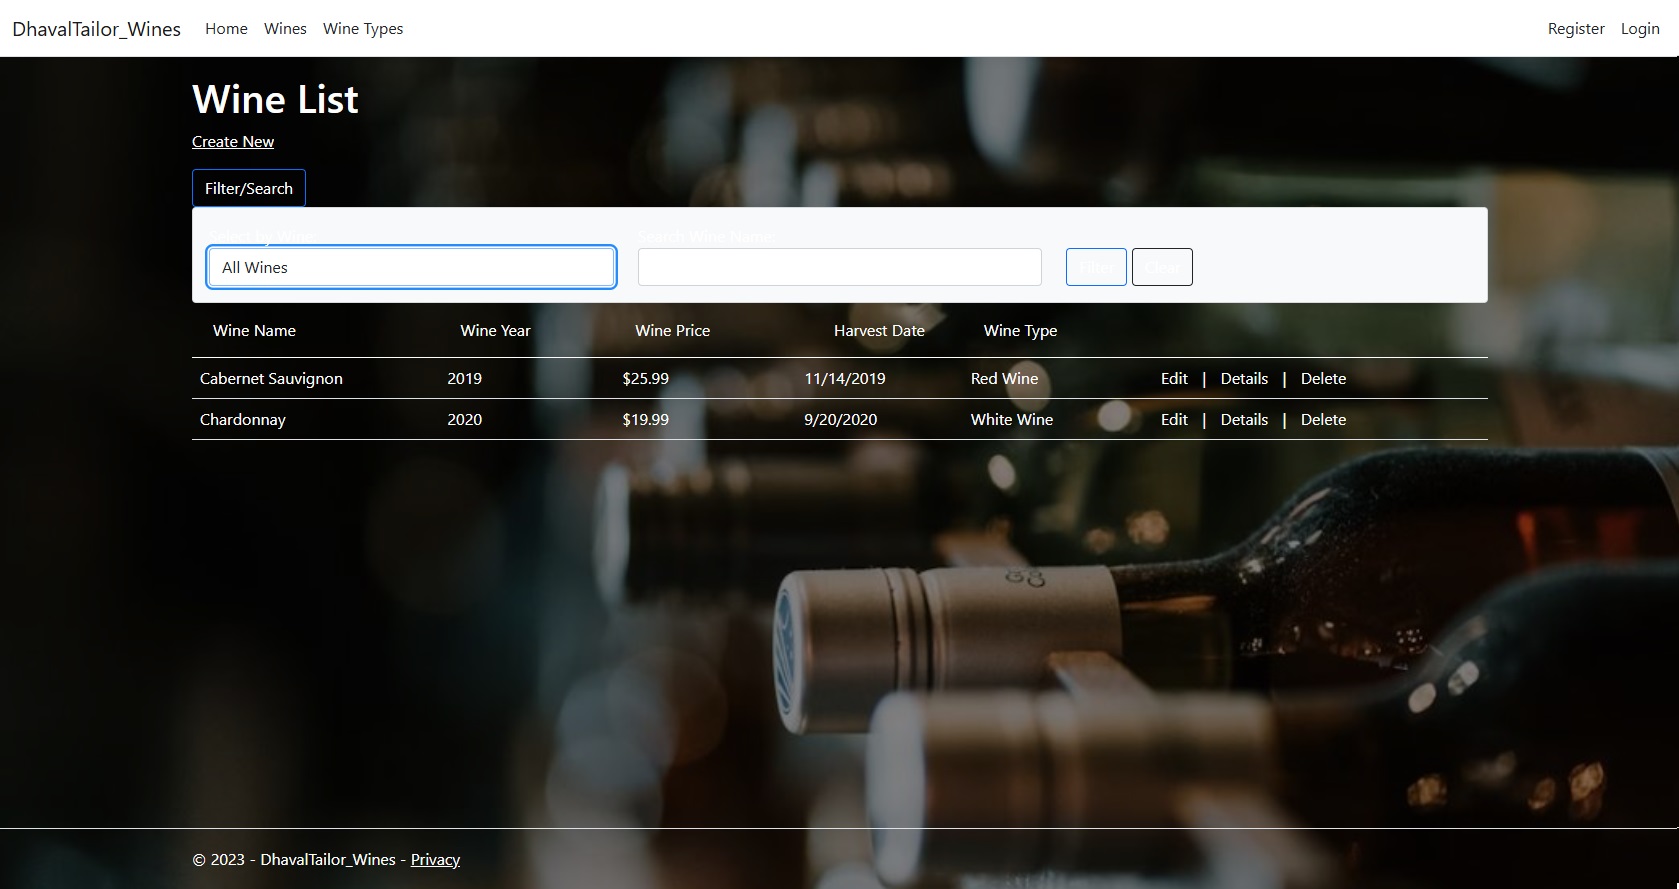 DhavalTailor_Wines Home Wines Wine Types Register Login
Wine List
Create New
Filter/Search
Select by Wine: Search Wine Name:
All Wines Filter Clear
Wine Name Wine Year Wine Price Harvest Date Wine Type
Cabernet Sauvignon 2019 $25.99 11/14/2019 Red Wine Edit | Details | Delete
Chardonnay 2020 $19.99 9/20/2020 White Wine Edit | Details | Delete
© 2023 - DhavalTailor_Wines - Privacy